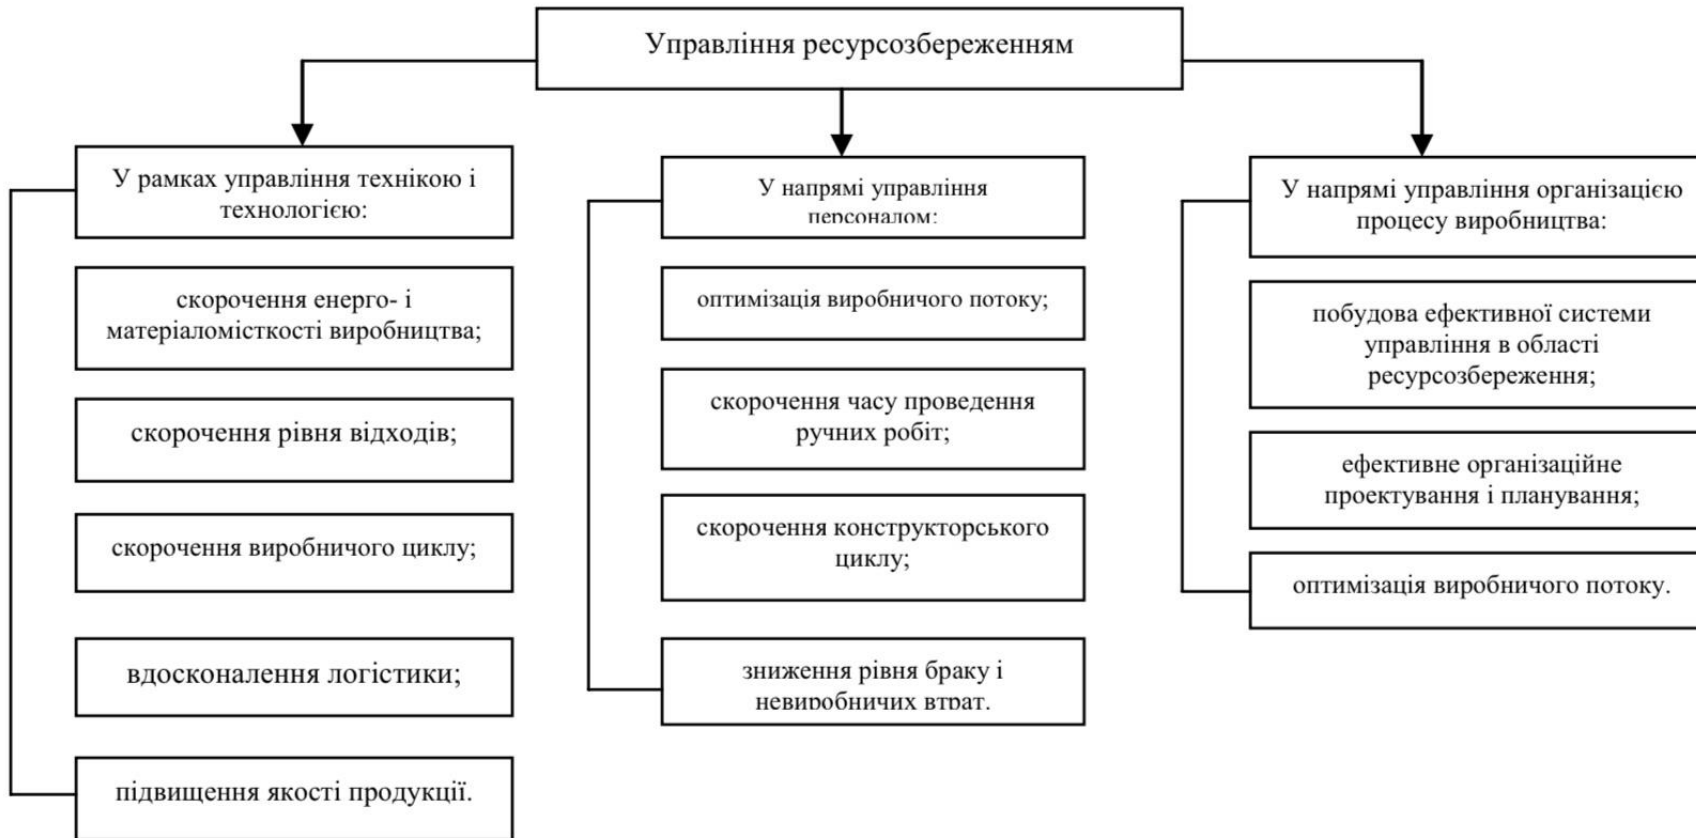 Управління ресурсозбереженням
У рамках управління технікою і
технологією:
скорочення енерго- і
матеріаломісткості виробництва;
скорочення рівня відходів;
скорочення виробничого циклу;
вдосконалення логістики;
підвищення якості продукції.
У напрямі управління
персоналом:
оптимізація виробничого потоку;
скорочення часу проведення
ручних робіт;
скорочення конструкторського
циклу;
зниження рівня браку і
невиробничих втрат.
У напрямі управління організацією
процесу виробництва:
побудова ефективної системи
управління в області
ресурсозбереження;
ефективне організаційне
проектування і планування;
оптимізація виробничого потоку.